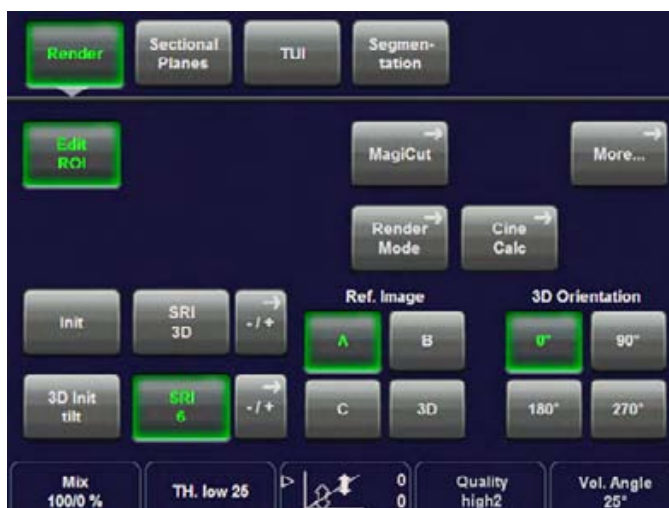 Render
Sectional
Planes
TUI
Segmen-
tation
Edit
ROI
MagiCut
More...
Render
Mode
Cine
Calc
Ref. Image
3D Orientation
Init
SRI
3D
- / +
A
B
0°
90°
3D Init
tilt
SRI
6
- / +
C
3D
180°
270°
Mix
100/0 %
TH. low 25
0
0
Quality
high2
Vol. Angle
25°